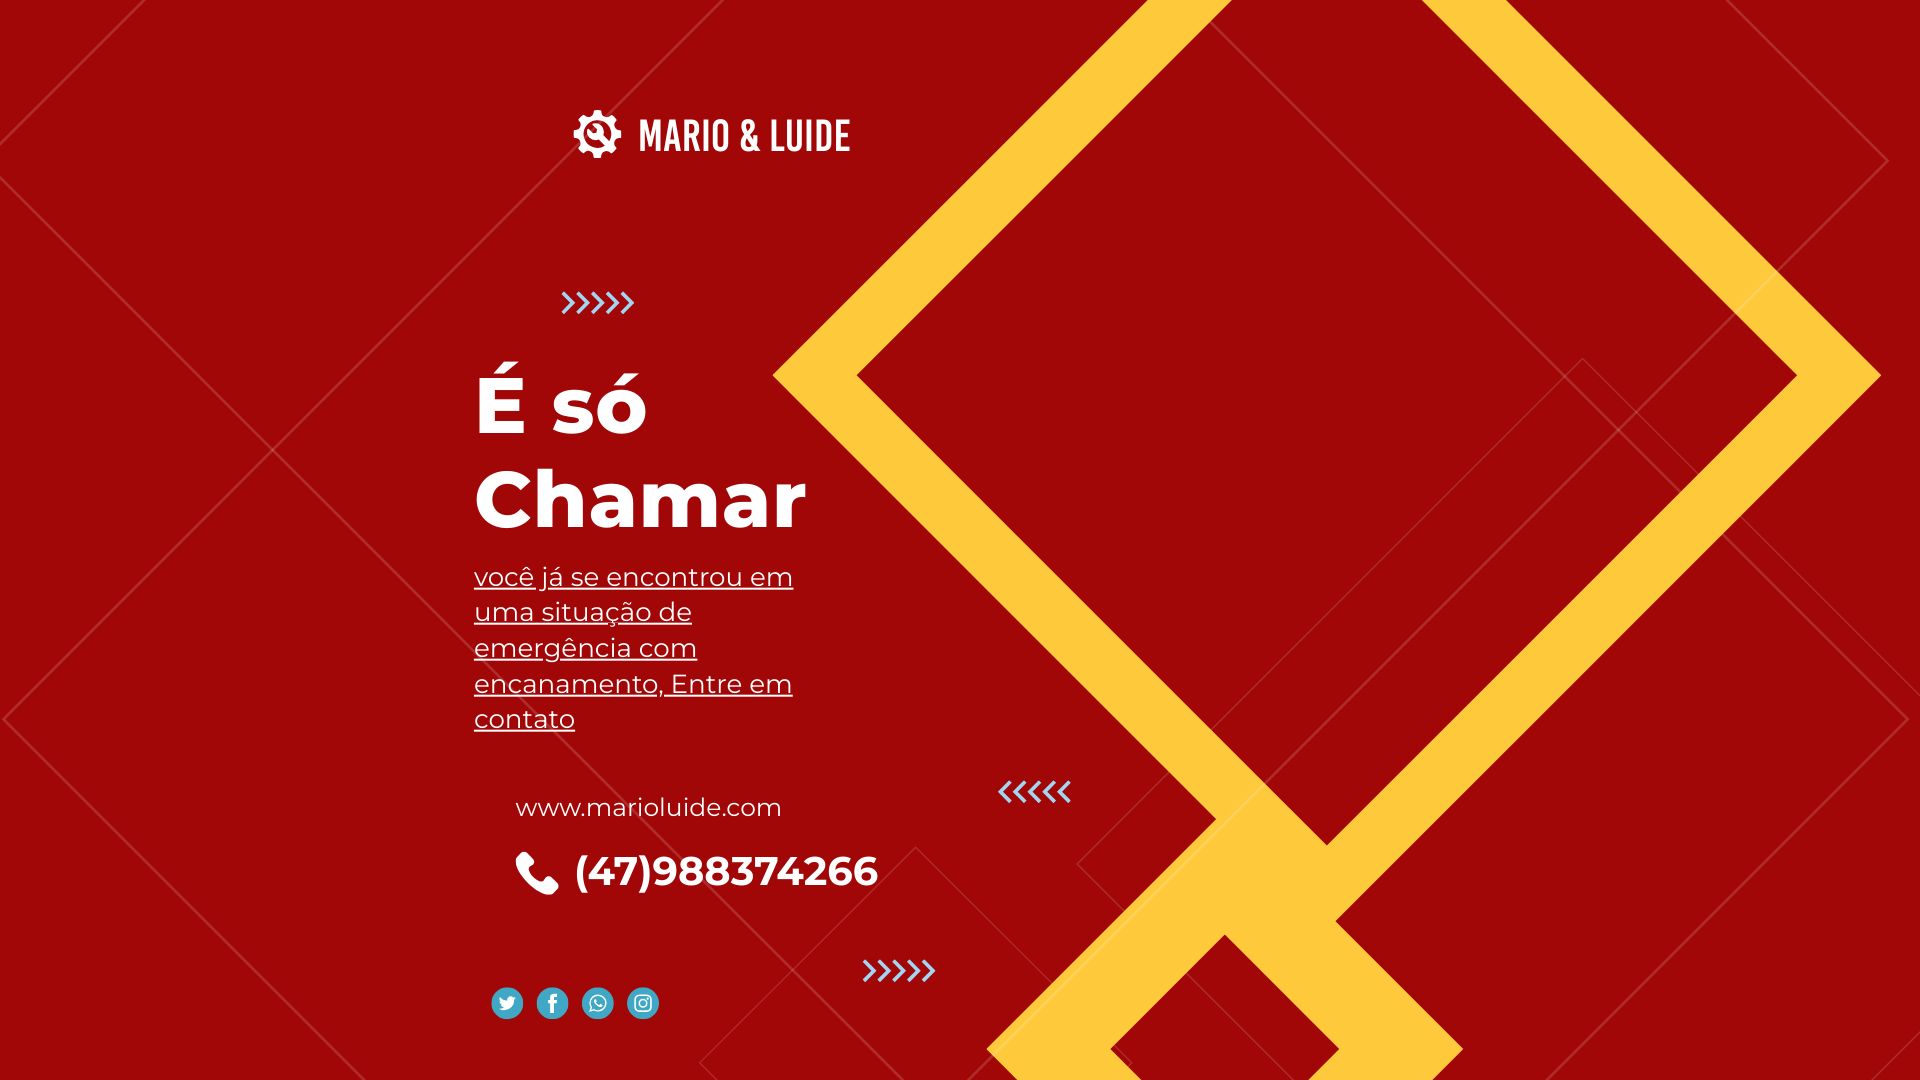 MARIO & LUIDE
É só
Chamar
você já se encontrou em
uma situação de
emergência com
encanamento, Entre em
contato
www.marioluide.com
(47)988374266